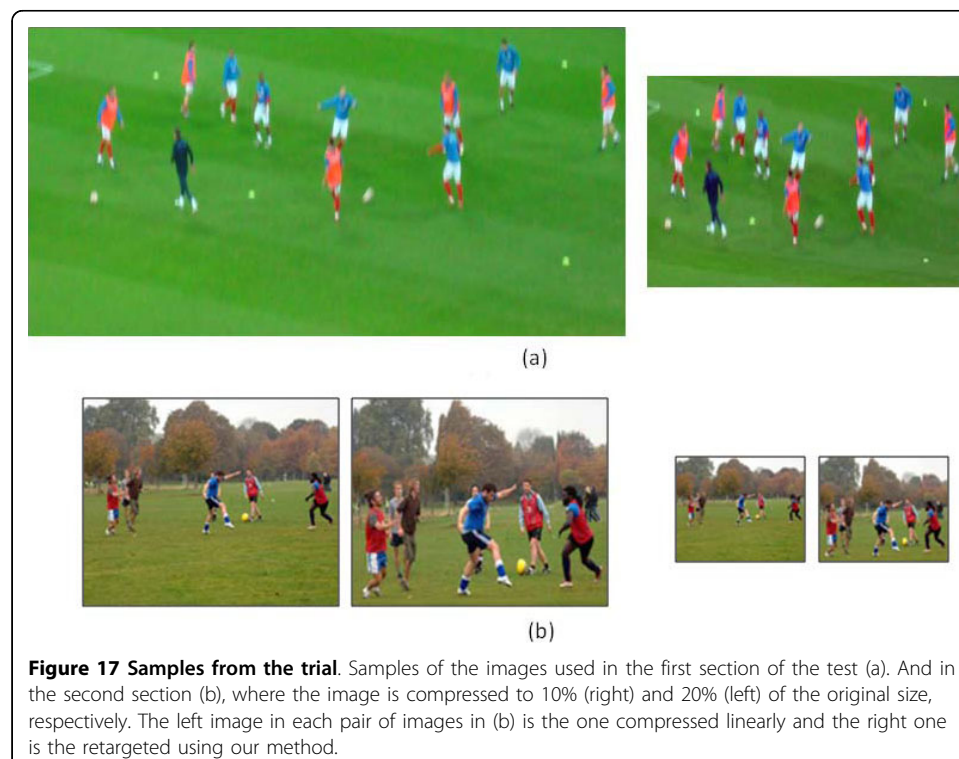 (a)
(b)
Figure 17 Samples from the trial. Samples of the images used in the first section of the test (a). And in
the second section (b), where the image is compressed to 10% (right) and 20% (left) of the original size,
respectively. The left image in each pair of images in (b) is the one compressed linearly and the right one
is the retargeted using our method.